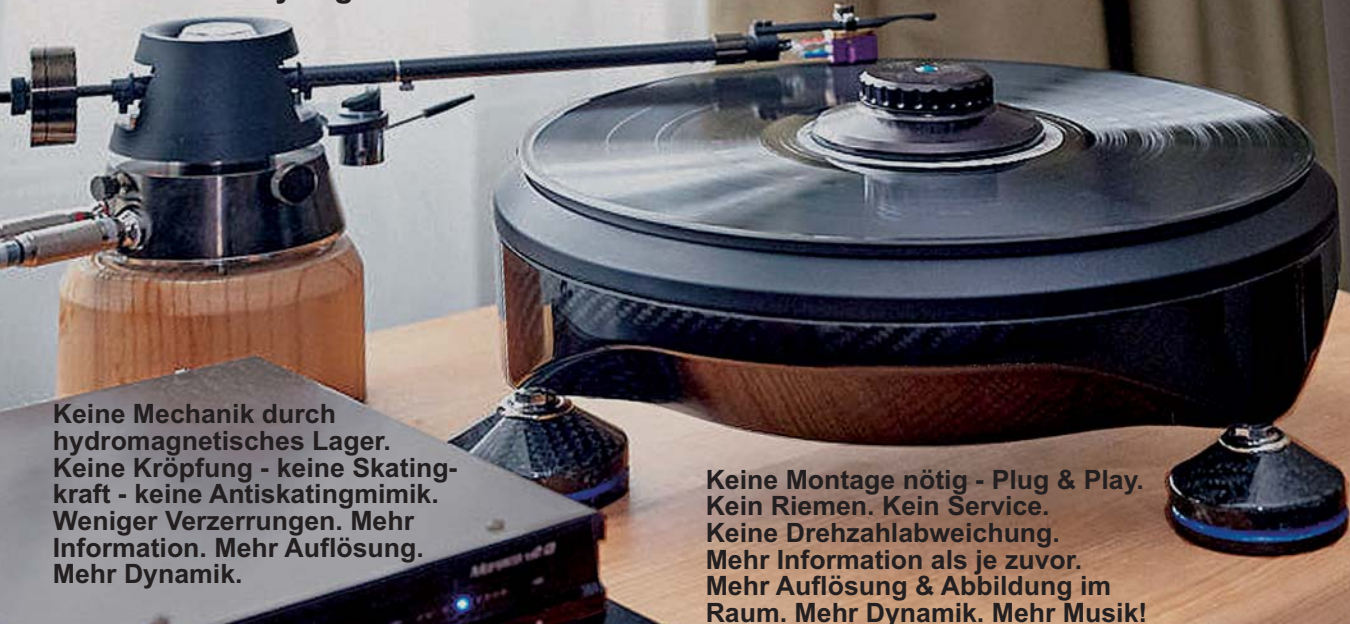 Keine Mechanik durch
hydromagnetisches Lager.
Keine Kröpfung - keine Skating-
kraft - keine Antiskatingmimik.
Weniger Verzerrungen. Mehr
Information. Mehr Auflösung.
Mehr Dynamik.
Keine Montage nötig - Plug & Play.
Kein Riemen. Kein Service.
Keine Drehzahlabweichung.
Mehr Information als je zuvor.
Mehr Auflösung & Abbildung im
Raum. Mehr Dynamik. Mehr Musik!